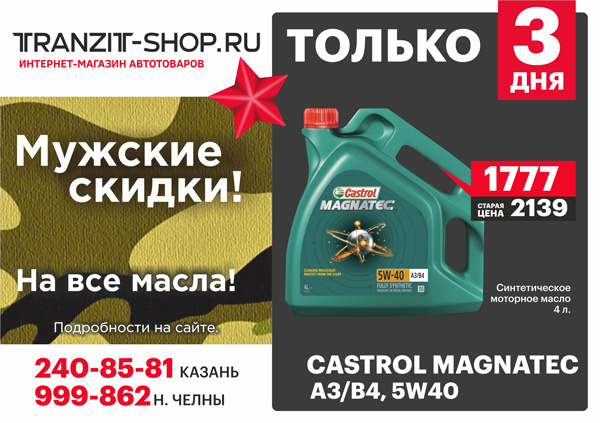 TRANZIT-SHOP.RU
ИНТЕРНЕТ-МАГАЗИН АВТОТОВАРОВ
Мужские
скидки!
На все масла!
Подробности на сайте.
240-85-81 КАЗАНЬ
999-862 Н. ЧЕЛНЫ
ТОЛЬКО
3
ДНЯ
Castrol
MAGNATEC
5W-40 A3/B4
FULLY SYNTHETIC
4L
1777
СТАРАЯ
ЦЕНА 2139
Синтетическое
моторное масло
4 л.
CASTROL MAGNATEC
A3/B4, 5W40